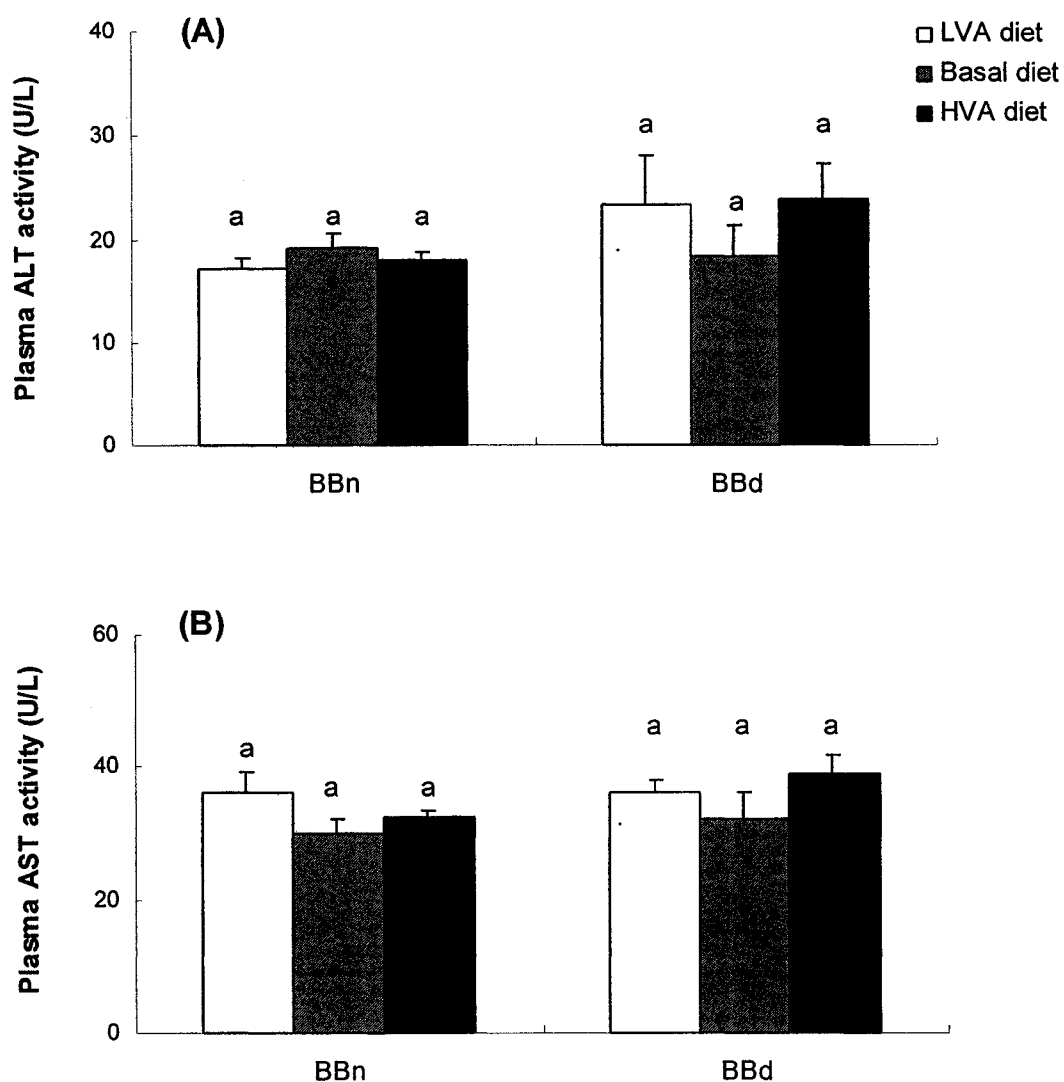 (A)
LVA diet
Basal diet
HVA diet
Plasma ALT activity (U/L)
40
30
20
10
0
a a a a a a
BBn BBd
(B)
Plasma AST activity (U/L)
60
40
20
0
a a a a a a
BBn BBd